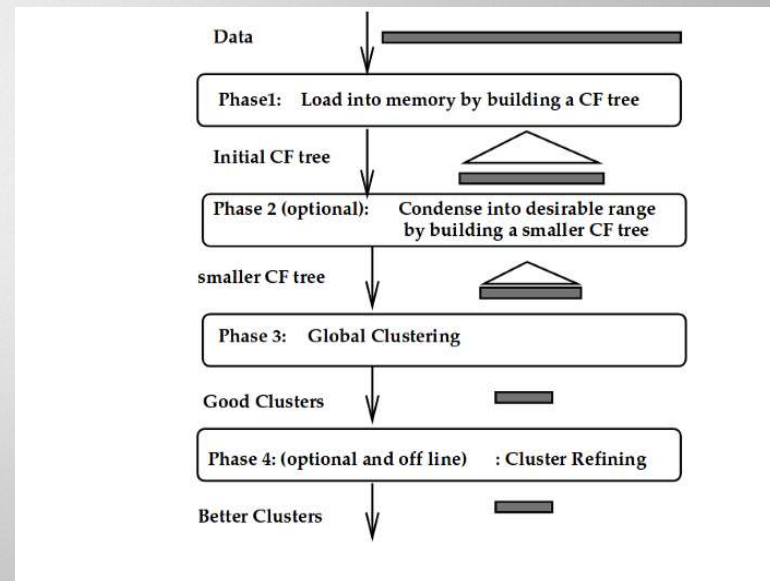 Data
Phase1: Load into memory by building a CF tree
Initial CF tree
Phase 2 (optional): Condense into desirable range
by building a smaller CF tree
smaller CF tree
Phase 3: Global Clustering
Good Clusters
Phase 4: (optional and off line) : Cluster Refining
Better Clusters